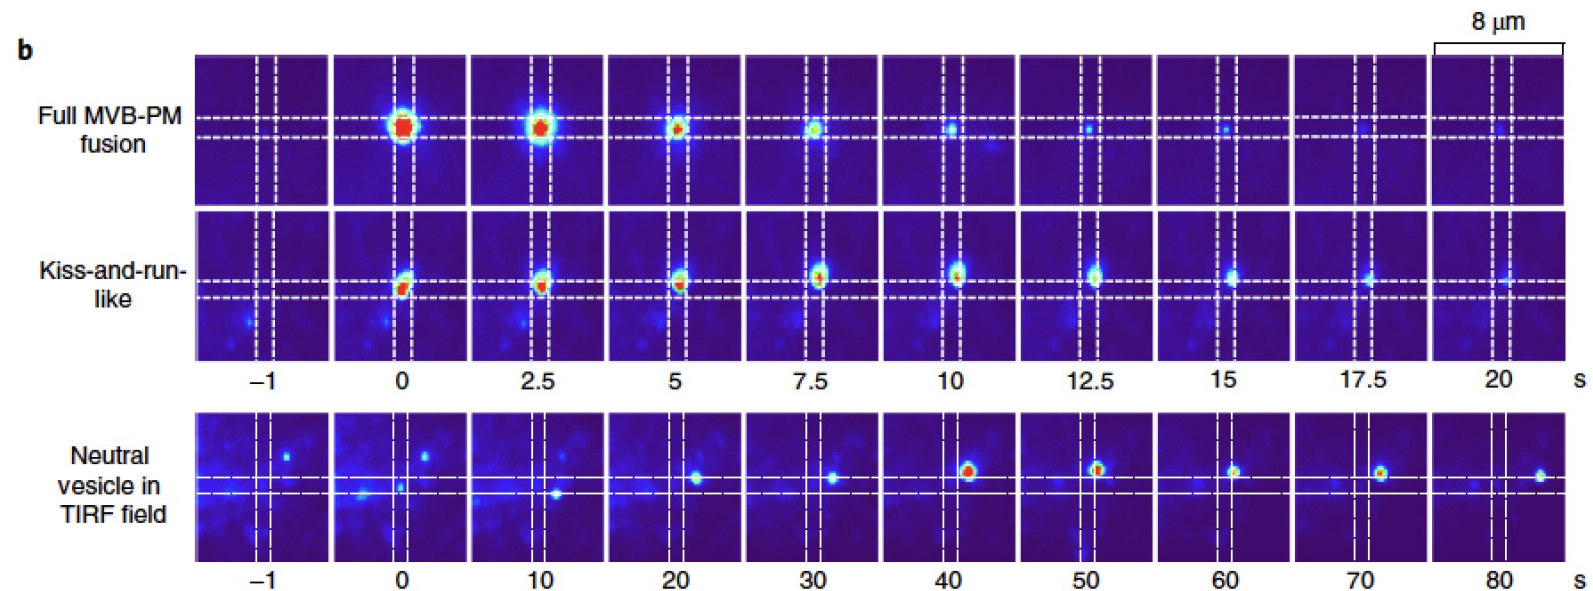 b
8 μm
Full MVB-PM
fusion
Kiss-and-run-
like
–1 0 2.5 5 7.5 10 12.5 15 17.5 20 s
Neutral
vesicle in
TIRF field
–1 0 10 20 30 40 50 60 70 80 s